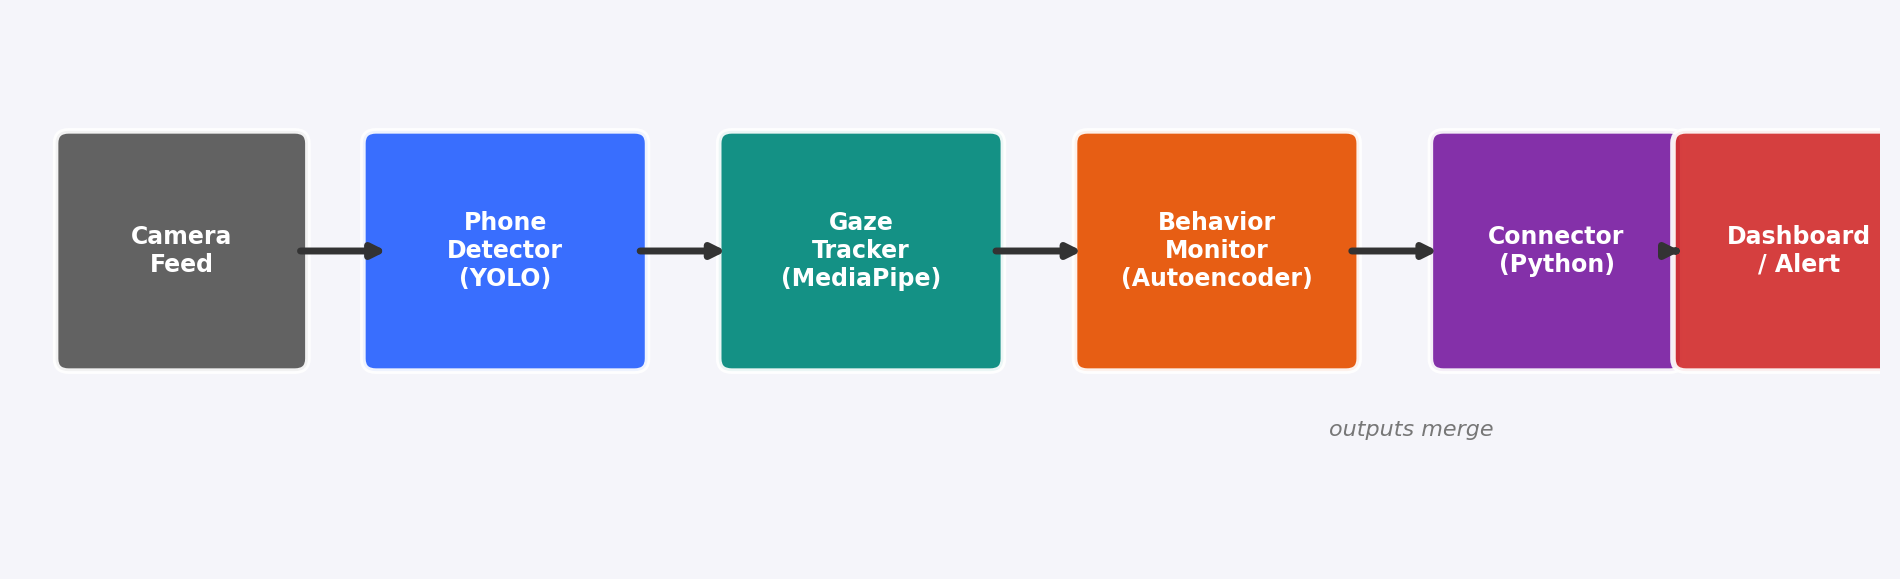 Camera
Feed
Phone
Detector
(YOLO)
Gaze
Tracker
(MediaPipe)
Behavior
Monitor
(Autoencoder)
Connector
(Python)
Dashboard
/ Alert
outputs merge